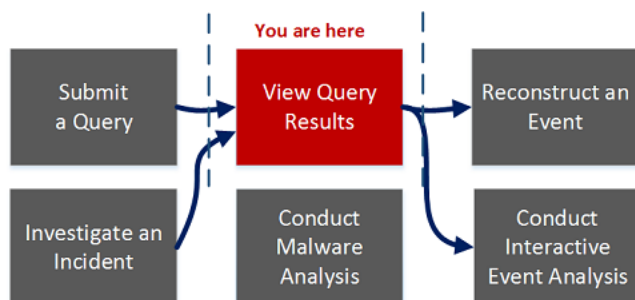 You are here
Submit
a Query
View Query
Results
Reconstruct an
Event
Investigate an
Incident
Conduct
Malware
Analysis
Conduct
Interactive
Event Analysis